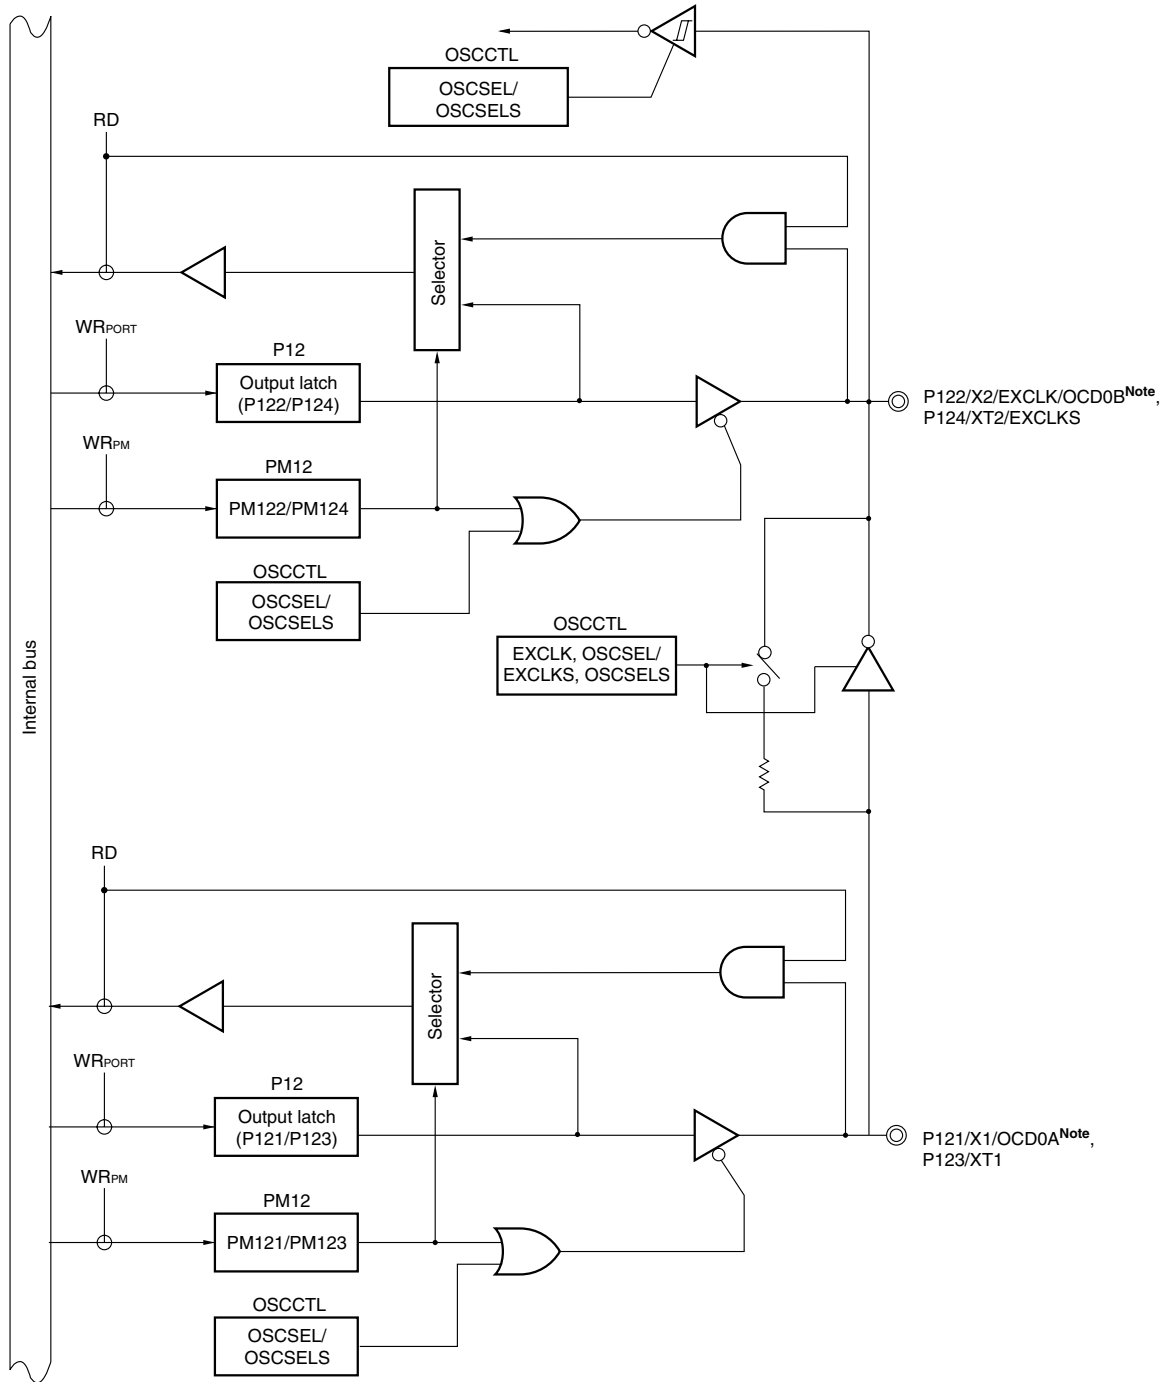 OSCCTL
OSCSEL/
OSCSELS
RD
Selector
WRPORT
P12
Output latch
(P122/P124)
P122/X2/EXCLK/OCD0BNote,
P124/XT2/EXCLKS
WRPM
PM12
PM122/PM124
OSCCTL
OSCSEL/
OSCSELS
OSCCTL
EXCLK, OSCSEL/
EXCLKS, OSCSELS
Internal bus
RD
Selector
WRPORT
P12
Output latch
(P121/P123)
P121/X1/OCD0ANote,
P123/XT1
WRPM
PM12
PM121/PM123
OSCCTL
OSCSEL/
OSCSELS